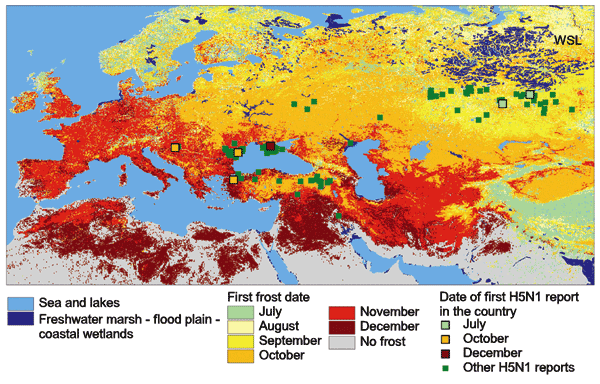 WSL
Sea and lakes
Freshwater marsh - flood plain -
coastal wetlands
First frost date
July
August
September
October
November
December
No frost
Date of first H5N1 report
in the country
July
October
December
Other H5N1 reports